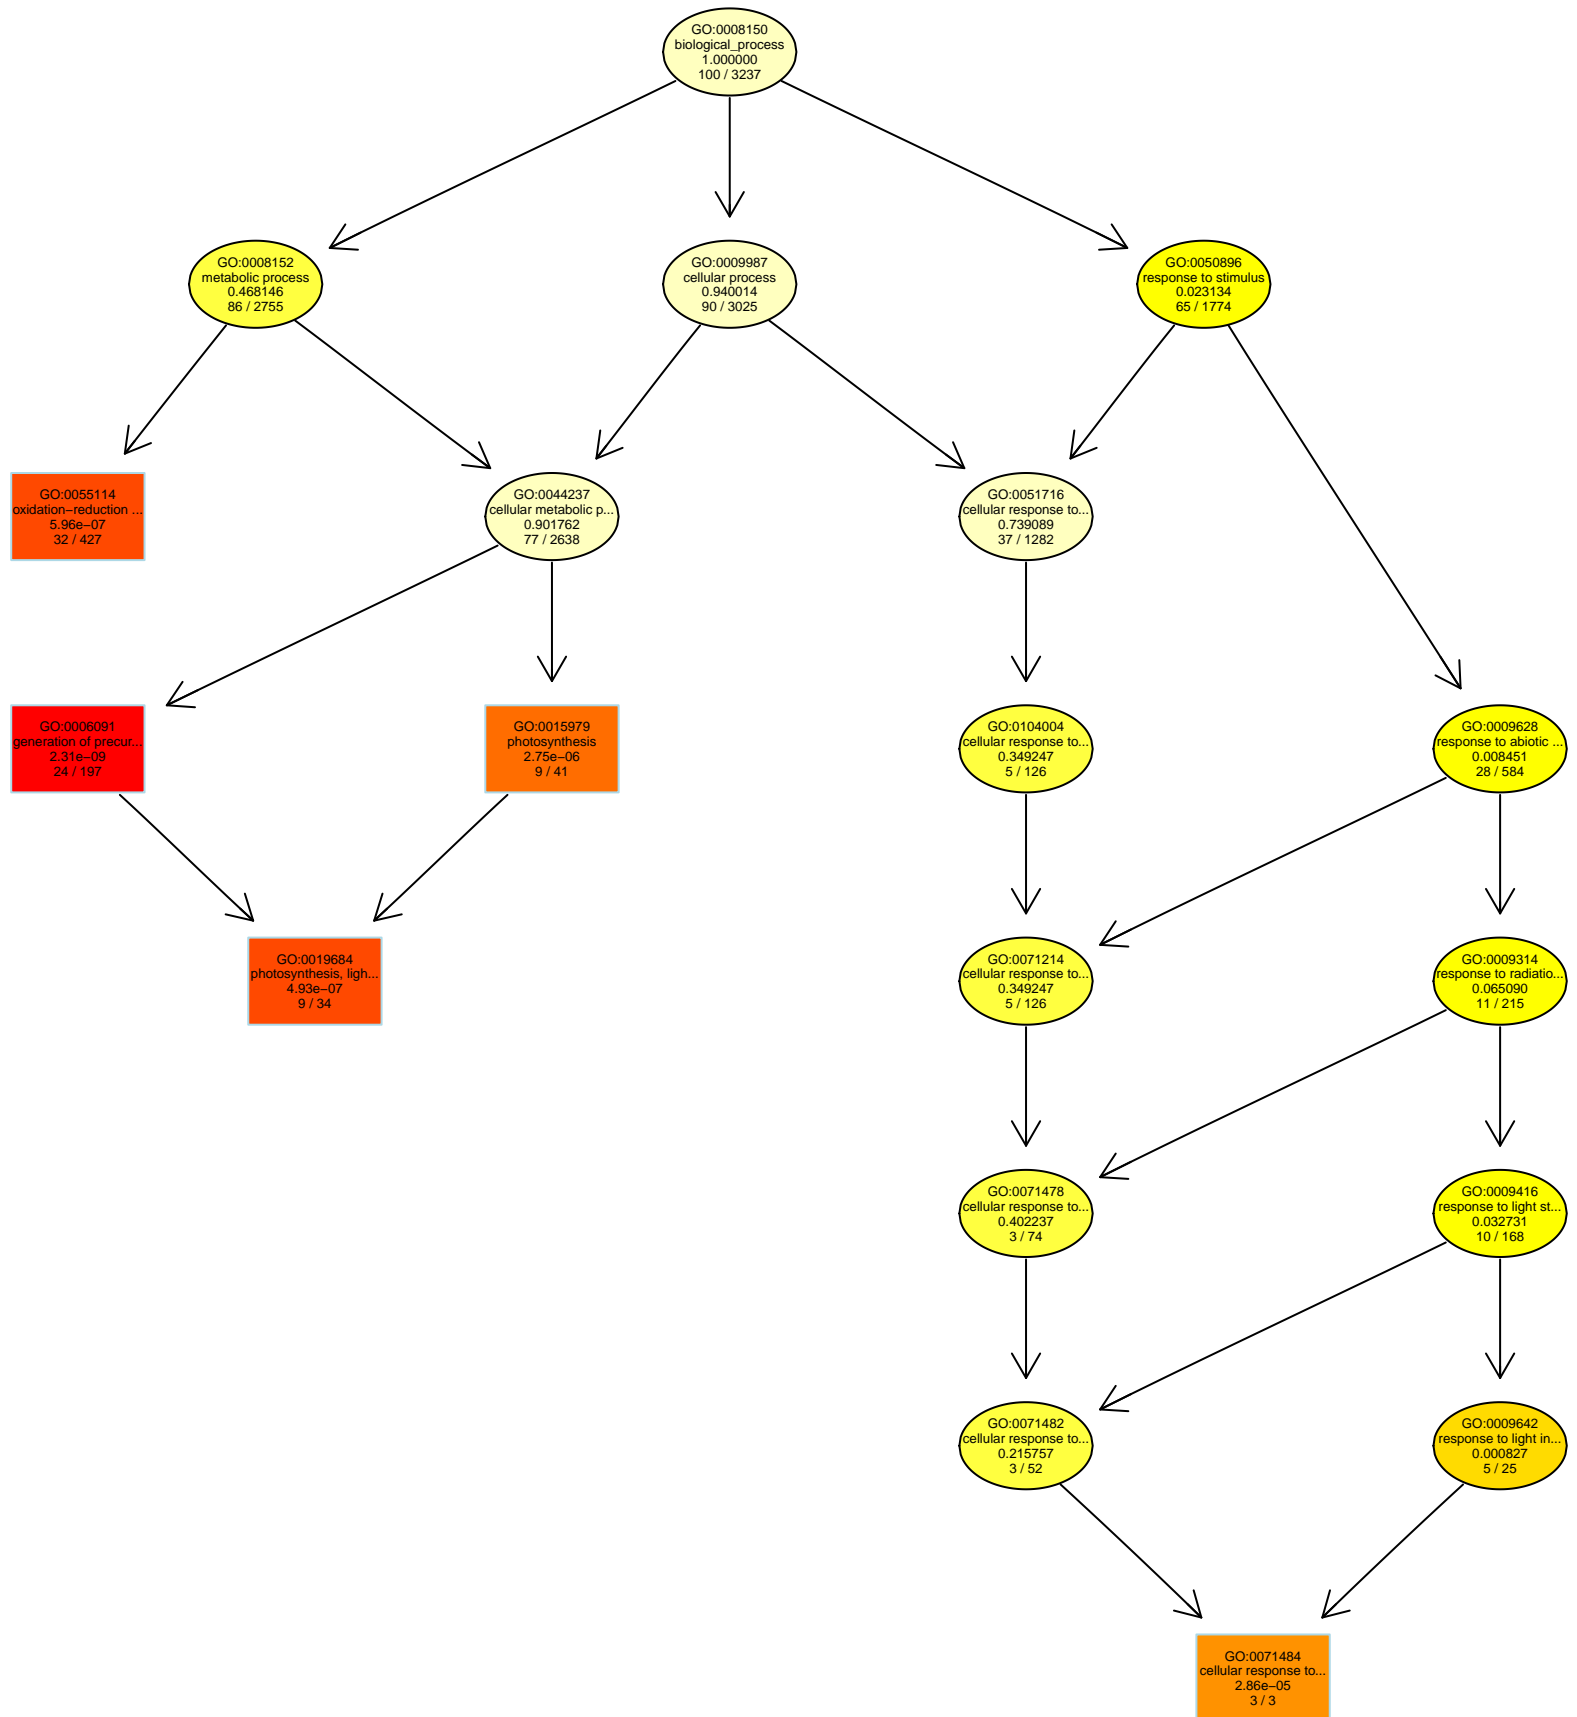 GO:0008150
biological_process
1.000000
100 / 3237
GO:0008152
metabolic process
0.468146
86 / 2755
GO:0009987
cellular process
0.940014
90 / 3025
GO:0050896
response to stimulus
0.023134
65 / 1774
GO:0055114
oxidation−reduction ...
5.96e−07
32 / 427
GO:0044237
cellular metabolic p...
0.901762
77 / 2638
GO:0051716
cellular response to...
0.739089
37 / 1282
GO:0006091
generation of precur...
2.31e−09
24 / 197
GO:0015979
photosynthesis
2.75e−06
9 / 41
GO:0104004
cellular response to...
0.349247
5 / 126
GO:0009628
response to abiotic ...
0.008451
28 / 584
GO:0019684
photosynthesis, ligh...
4.93e−07
9 / 34
GO:0071214
cellular response to...
0.349247
5 / 126
GO:0009314
response to radiatio...
0.065090
11 / 215
GO:0071478
cellular response to...
0.402237
3 / 74
GO:0009416
response to light st...
0.032731
10 / 168
GO:0071482
cellular response to...
0.215757
3 / 52
GO:0009642
response to light in...
0.000827
5 / 25
GO:0071484
cellular response to...
2.86e−05
3 / 3